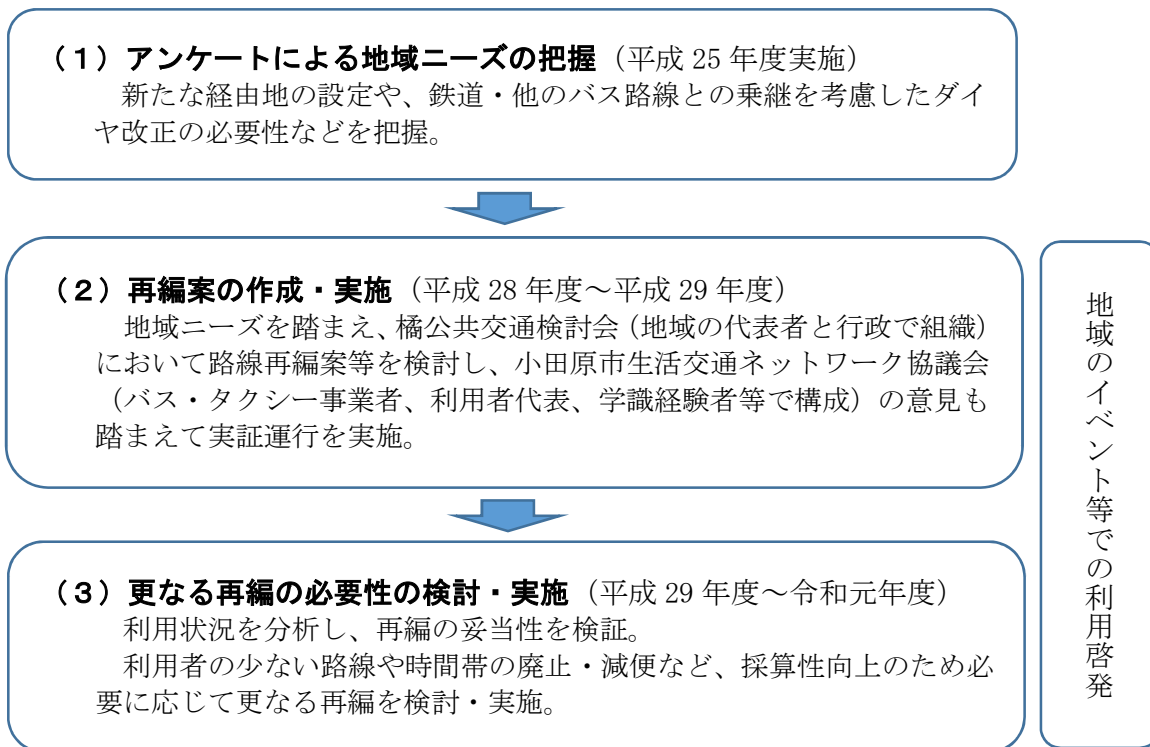 (1)アンケートによる地域ニーズの把握(平成 25 年度実施)
新たな経由地の設定や、鉄道・他のバス路線との乗継を考慮したダイ
ヤ改正の必要性などを把握。
(2)再編案の作成・実施(平成 28 年度~平成 29 年度)
地域ニーズを踏まえ、橘公共交通検討会(地域の代表者と行政で組織)
において路線再編案等を検討し、小田原市生活交通ネットワーク協議会
(バス・タクシー事業者、利用者代表、学識経験者等で構成)の意見も
踏まえて実証運行を実施。
(3)更なる再編の必要性の検討・実施(平成 29 年度~令和元年度)
利用状況を分析し、再編の妥当性を検証。
利用者の少ない路線や時間帯の廃止・減便など、採算性向上のため必
要に応じて更なる再編を検討・実施。
地域のイベント等での利用啓発